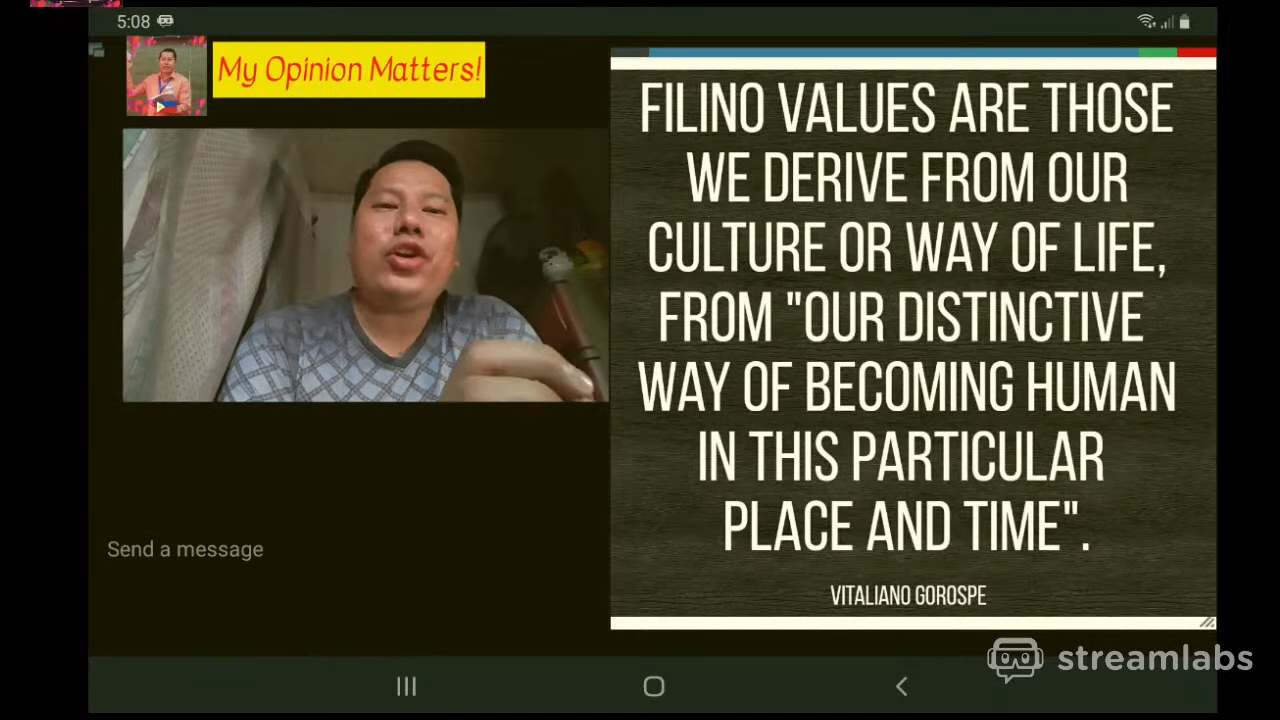 5:08
My Opinion Matters!
FILINO VALUES ARE THOSE
WE DERIVE FROM OUR
CULTURE OR WAY OF LIFE,
FROM "OUR DISTINCTIVE
WAY OF BECOMING HUMAN
IN THIS PARTICULAR
PLACE AND TIME".
VITALIANO GOROSPE
Send a message
streamlabs